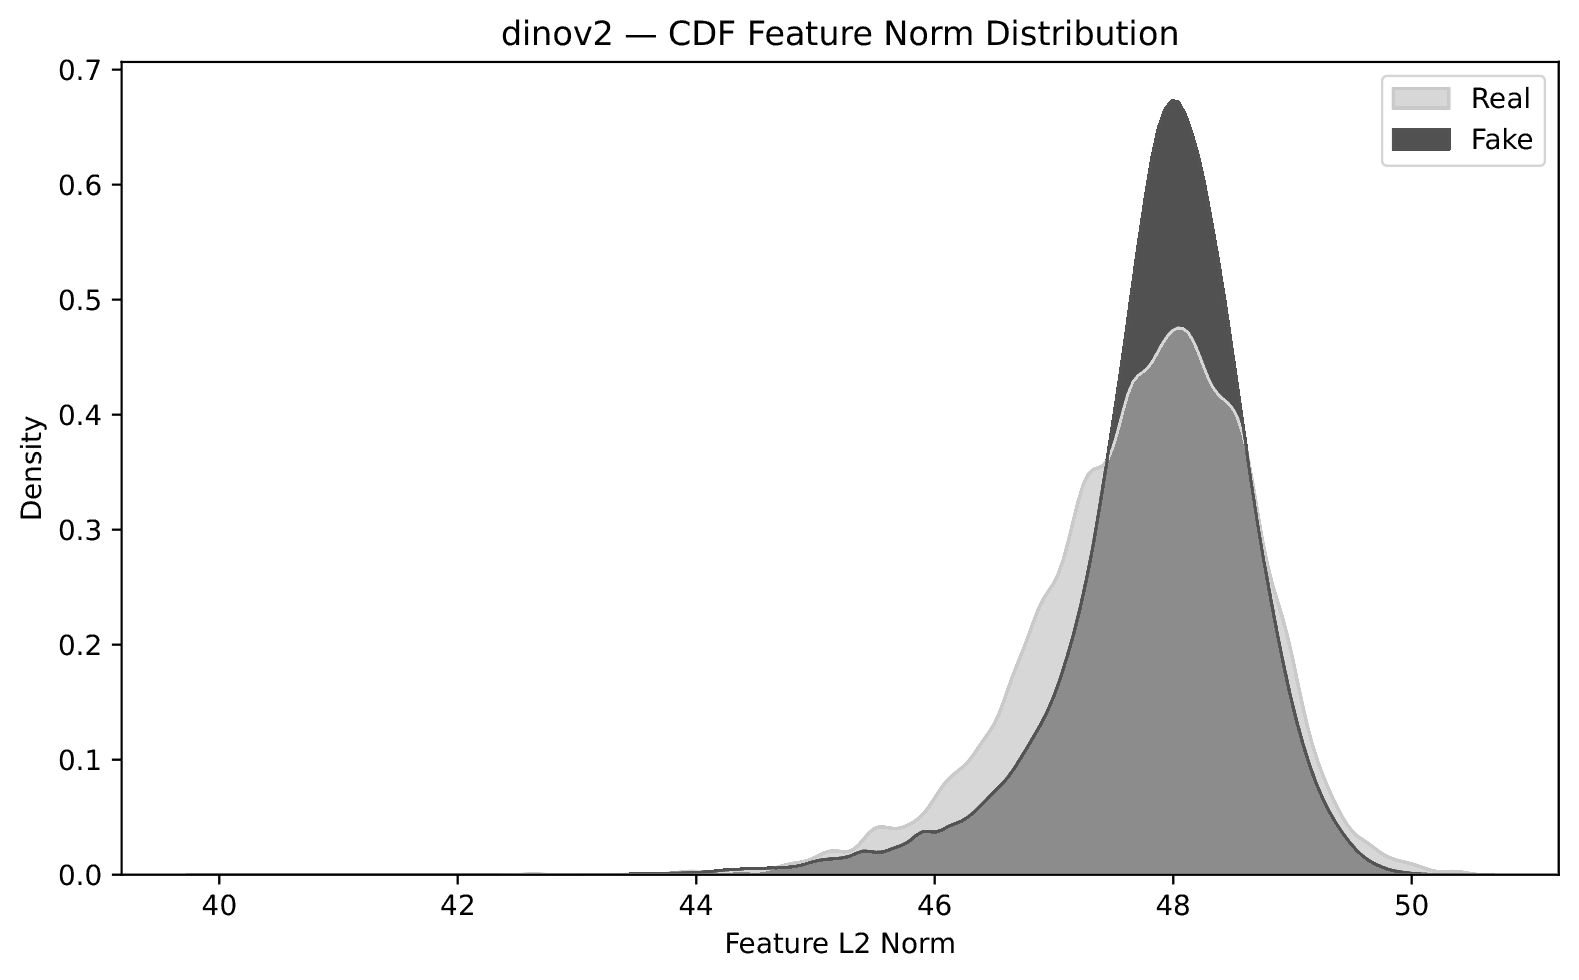 dinov2 — CDF Feature Norm Distribution
Real
Fake
Density
0.7
0.6
0.5
0.4
0.3
0.2
0.1
0.0
40 42 44 46 48 50
Feature L2 Norm